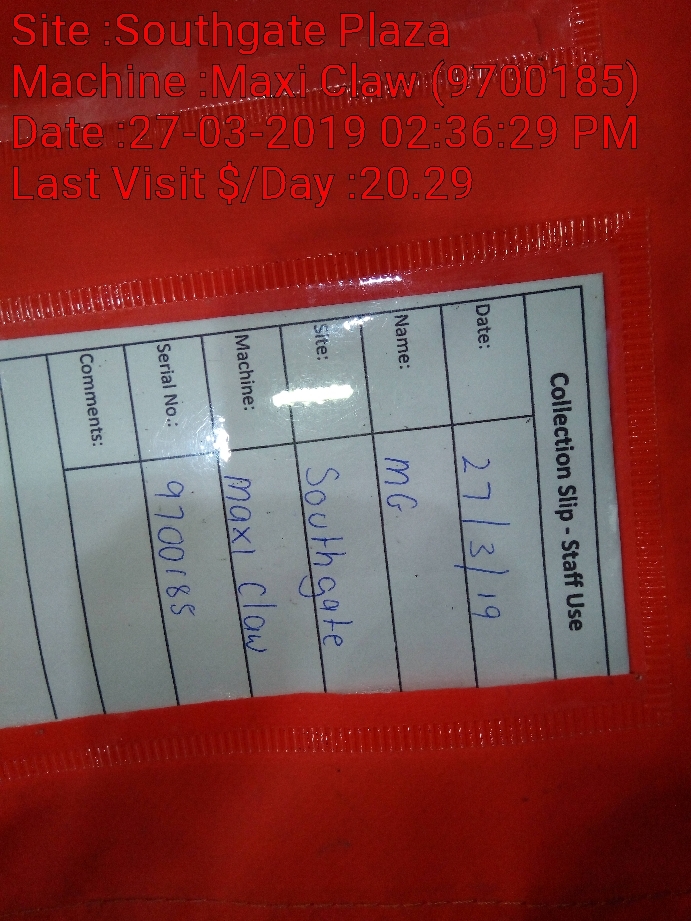 Site :Southgate Plaza
Machine :Maxi Claw (9700185)
Date :27-03-2019 02:36:29 PM
Last Visit $/Day :20.29
Collection Slip - Staff Use
Date: 27/3/19
Name: MG
Site: Southgate
Machine: Maxi Claw
Serial No.: 9700185
Comments: